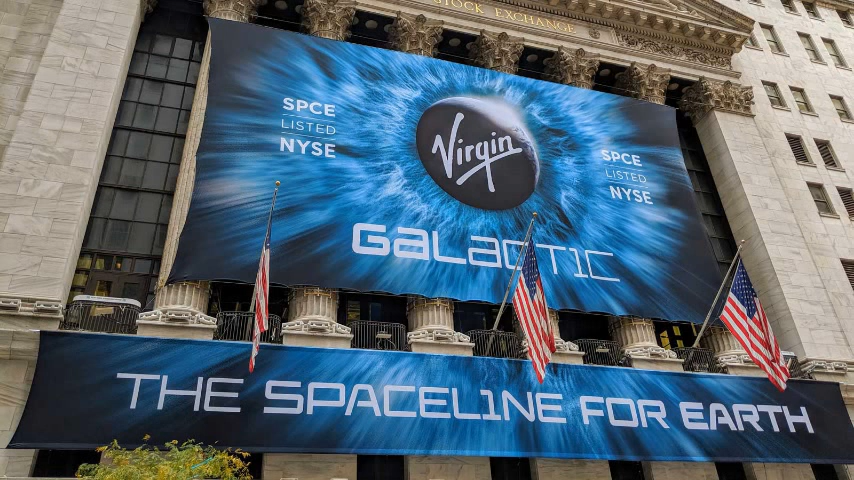 STOCK EXCHANGE
SPCE
LISTED
NYSE
Virgin
GALACTIC
SPCE
LISTED
NYSE
THE SPACELINE FOR EARTH